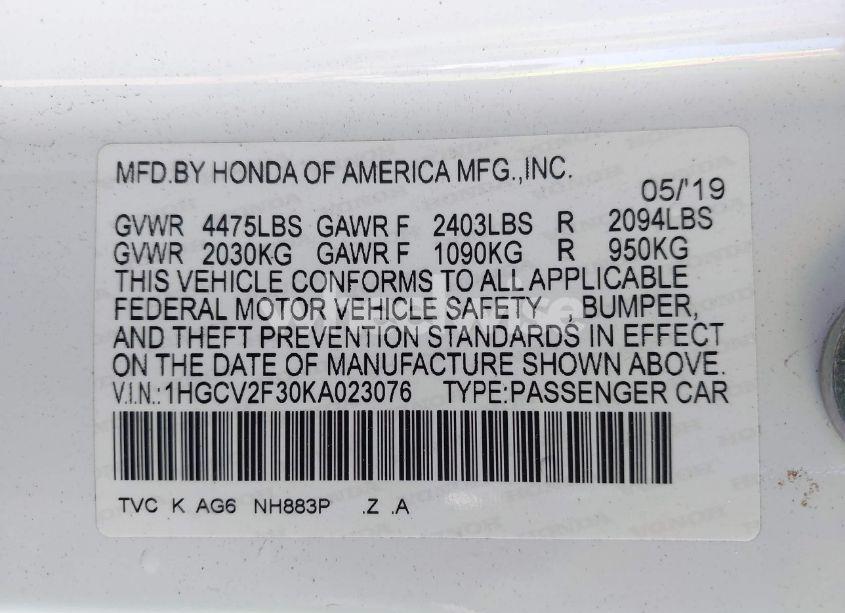 MFD.BY HONDA OF AMERICA MFG.,INC.
05/'19
GVWR 4475LBS GAWR F 2403LBS R 2094LBS
GVWR 2030KG GAWR F 1090KG R 950KG
THIS VEHICLE CONFORMS TO ALL APPLICABLE
FEDERAL MOTOR VEHICLE SAFETY , BUMPER,
AND THEFT PREVENTION STANDARDS IN EFFECT
ON THE DATE OF MANUFACTURE SHOWN ABOVE.
V.I.N.:1HGCV2F30KA023076 TYPE:PASSENGER CAR
TVC K AG6 NH883P .Z .A